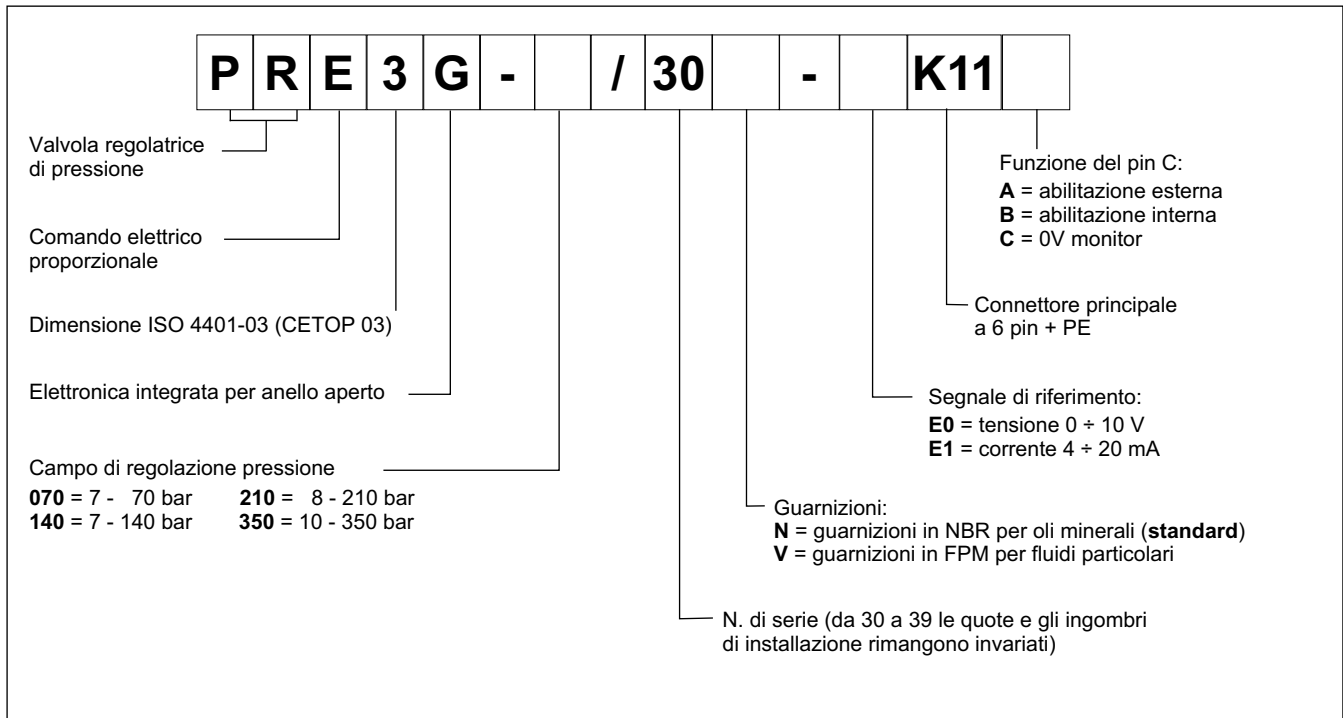 P R E 3 G - / 30 - K11
Valvola regolatrice
di pressione
Comando elettrico
proporzionale
Dimensione ISO 4401-03 (CETOP 03)
Elettronica integrata per anello aperto
Campo di regolazione pressione
070 = 7 - 70 bar 210 = 8 - 210 bar
140 = 7 - 140 bar 350 = 10 - 350 bar
Funzione del pin C:
A = abilitazione esterna
B = abilitazione interna
C = 0V monitor
Connettore principale
a 6 pin + PE
Segnale di riferimento:
E0 = tensione 0 ÷ 10 V
E1 = corrente 4 ÷ 20 mA
Guarnizioni:
N = guarnizioni in NBR per oli minerali (standard)
V = guarnizioni in FPM per fluidi particolari
N. di serie (da 30 a 39 le quote e gli ingombri
di installazione rimangono invariati)